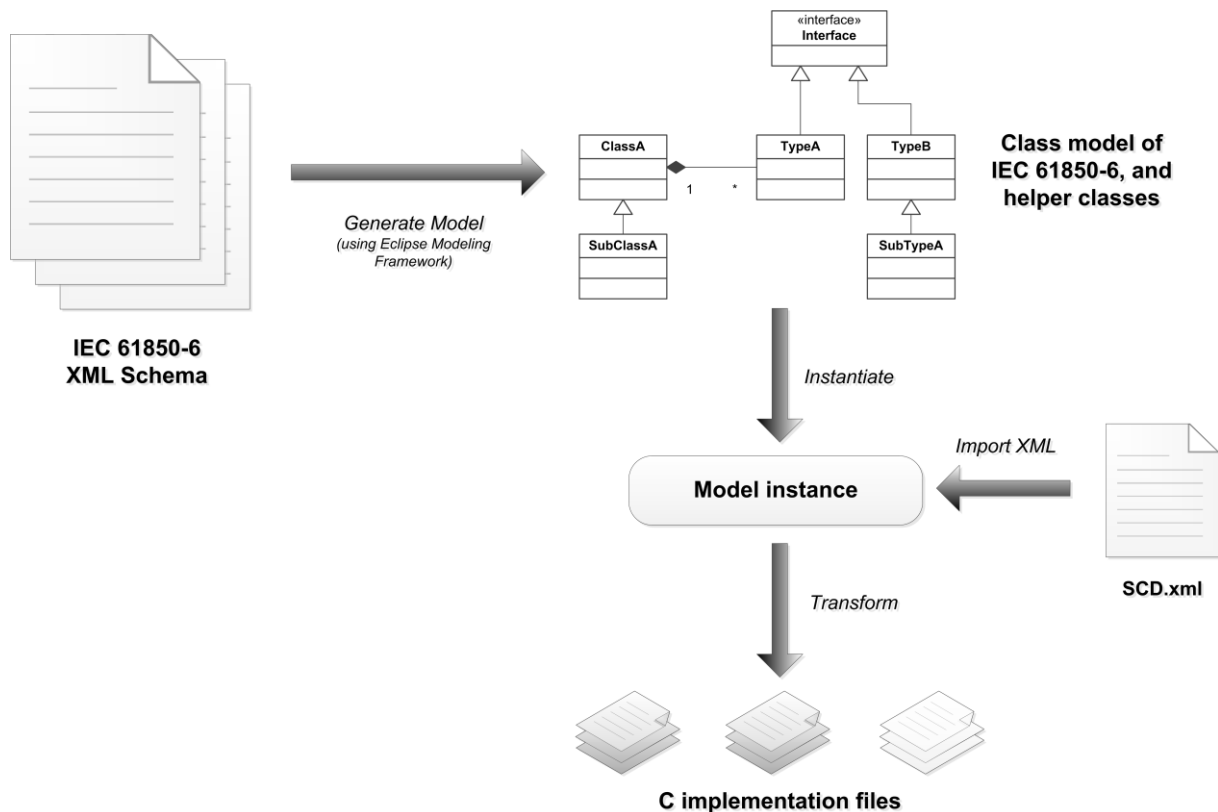 «interface»
Interface
ClassA
TypeA
TypeB
1
*
SubClassA
SubTypeA
Class model of
IEC 61850-6, and
helper classes
Generate Model
(using Eclipse Modeling
Framework)
IEC 61850-6
XML Schema
Instantiate
Import XML
Model instance
SCD.xml
Transform
C implementation files